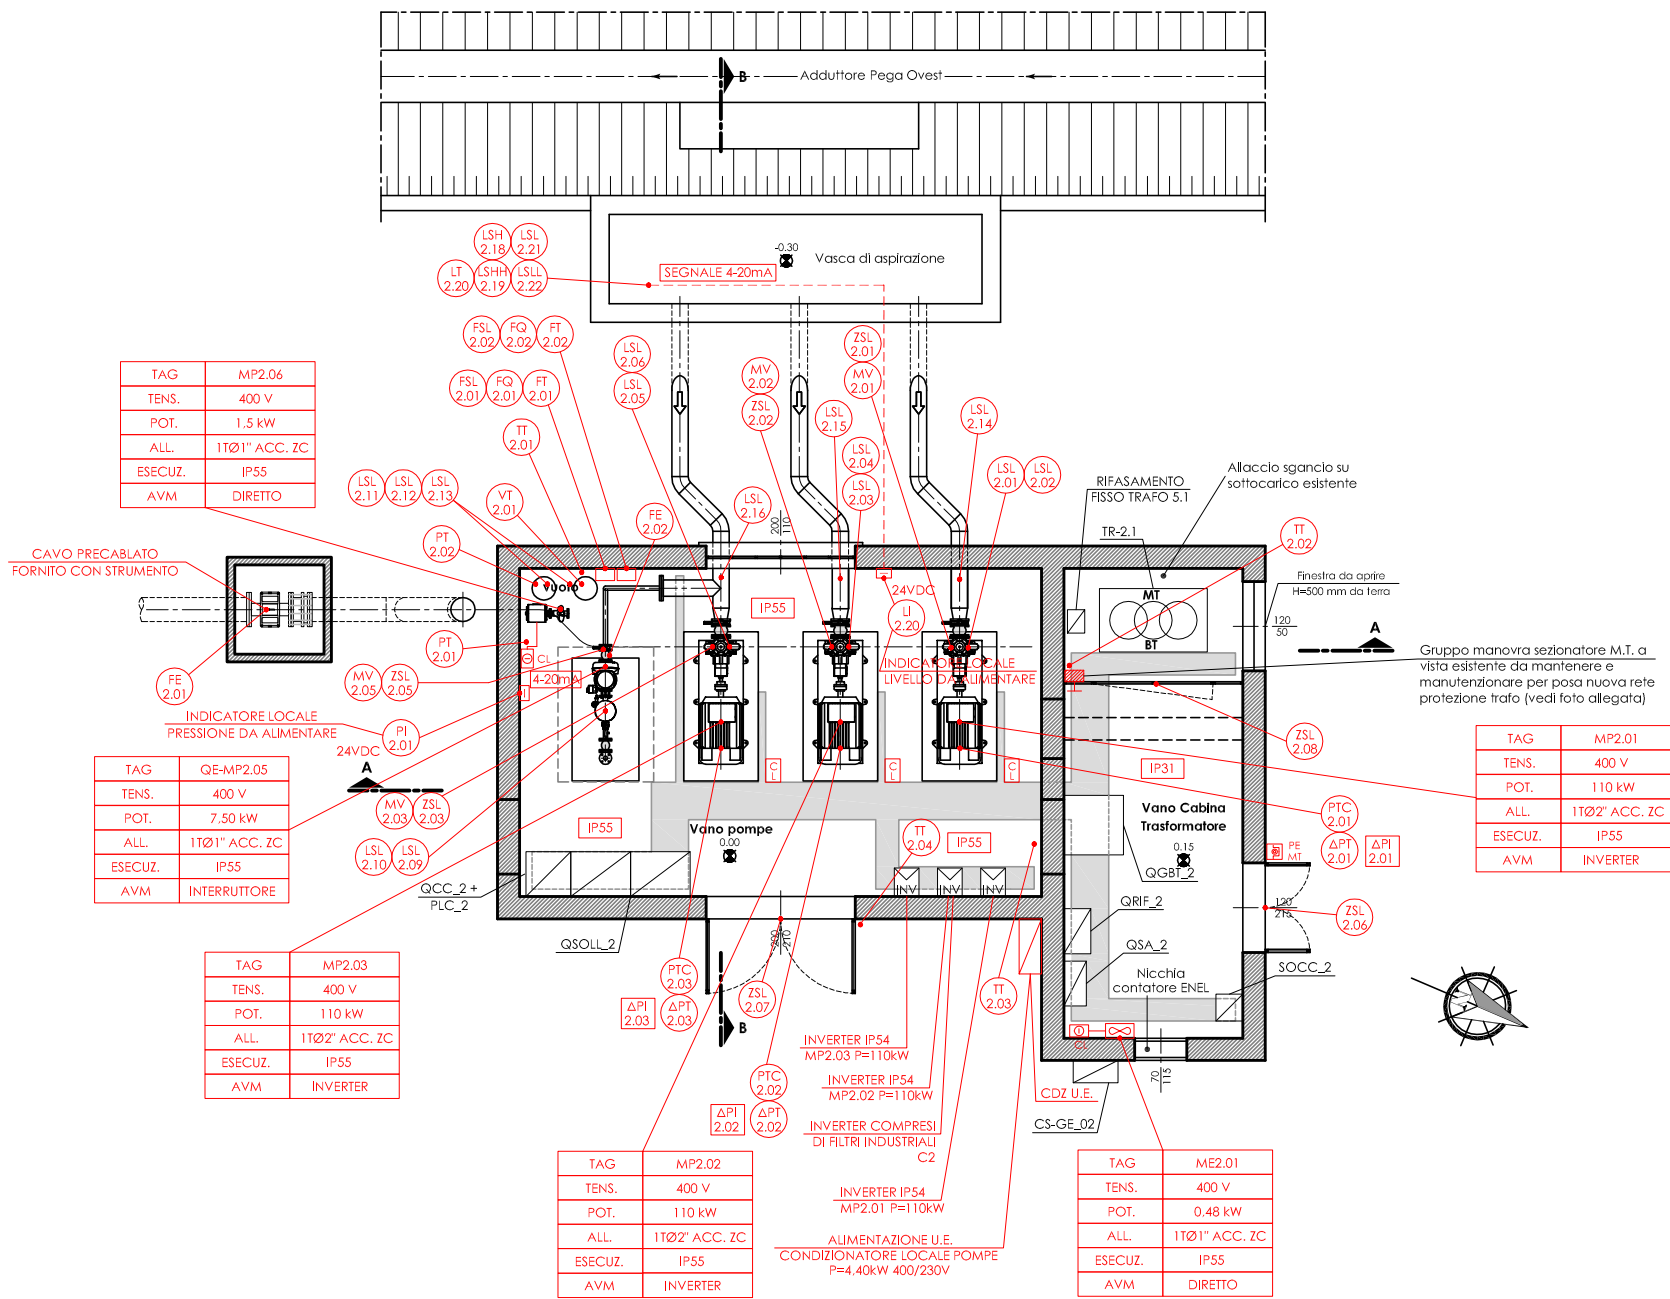 B
Adduttore Pega Ovest
-0.30
Vasca di aspirazione
SEGNALE 4-20mA
LSH
2.18
LSL
2.21
LT
2.20
LSHH
2.19
LSLL
2.22
FSL
2.02
FQ
2.02
FT
2.02
FSL
2.01
FQ
2.01
FT
2.01
TT
2.01
LSL
2.06
LSL
2.05
MV
2.02
ZSL
2.02
ZSL
2.01
MV
2.01
LSL
2.15
LSL
2.04
LSL
2.03
LSL
2.14
LSL
2.01
LSL
2.02
TAG MP2.06
TENS. 400 V
POT. 1.5 kW
ALL. 1TØ1" ACC. ZC
ESECUZ. IP55
AVM DIRETTO
LSL
2.11
LSL
2.12
LSL
2.13
VT
2.01
PT
2.02
FE
2.02
LSL
2.16
200
110
RIFASAMENTO
FISSO TRAFO 5.1
Allaccio sgancio su
sottocarico esistente
TR-2.1
TT
2.02
CAVO PRECABLATO
FORNITO CON STRUMENTO
Vuoto
IP55
24VDC
LI
2.20
MT
BT
Finestra da aprire
H=500 mm da terra
120
50
A
FE
2.01
PT
2.01
CL
4-20mA
MV
2.05
ZSL
2.05
INDICATORE LOCALE
LIVELLO DA ALIMENTARE
Gruppo manovra sezionatore M.T. a
vista esistente da mantenere e
manutenzionare per posa nuova rete
protezione trafo (vedi foto allegata)
INDICATORE LOCALE
PRESSIONE DA ALIMENTARE
24VDC
PI
2.01
A
ZSL
2.08
TAG QE-MP2.05
TENS. 400 V
POT. 7.50 kW
ALL. 1TØ1" ACC. ZC
ESECUZ. IP55
AVM INTERRUTTORE
MV
2.03
ZSL
2.03
LSL
2.10
LSL
2.09
CL
CL
CL
IP31
TAG MP2.01
TENS. 400 V
POT. 110 kW
ALL. 1TØ2" ACC. ZC
ESECUZ. IP55
AVM INVERTER
IP55
Vano pompe
0.00
TT
2.04
IP55
Vano Cabina
Trasformatore
0.15
PTC
2.01
ΔPT
2.01
ΔPI
2.01
PE
MT
QCC_2 +
PLC_2
QSOLL_2
INV
INV
INV
QGBT_2
QRIF_2
QSA_2
120
215
ZSL
2.06
SOCC_2
Nicchia
contatore ENEL
200
210
TAG MP2.03
TENS. 400 V
POT. 110 kW
ALL. 1TØ2" ACC. ZC
ESECUZ. IP55
AVM INVERTER
PTC
2.03
ΔPI
2.03
ΔPT
2.03
ZSL
2.07
B
TT
2.03
CL
70
115
INVERTER IP54
MP2.03 P=110kW
INVERTER IP54
MP2.02 P=110kW
CDZ U.E.
CS-GE_02
PTC
2.02
ΔPI
2.02
ΔPT
2.02
INVERTER COMPRESI
DI FILTRI INDUSTRIALI
C2
INVERTER IP54
MP2.01 P=110kW
ALIMENTAZIONE U.E.
CONDIZIONATORE LOCALE POMPE
P=4,40kW 400/230V
TAG MP2.02
TENS. 400 V
POT. 110 kW
ALL. 1TØ2" ACC. ZC
ESECUZ. IP55
AVM INVERTER
TAG ME2.01
TENS. 400 V
POT. 0.48 kW
ALL. 1TØ1" ACC. ZC
ESECUZ. IP55
AVM DIRETTO